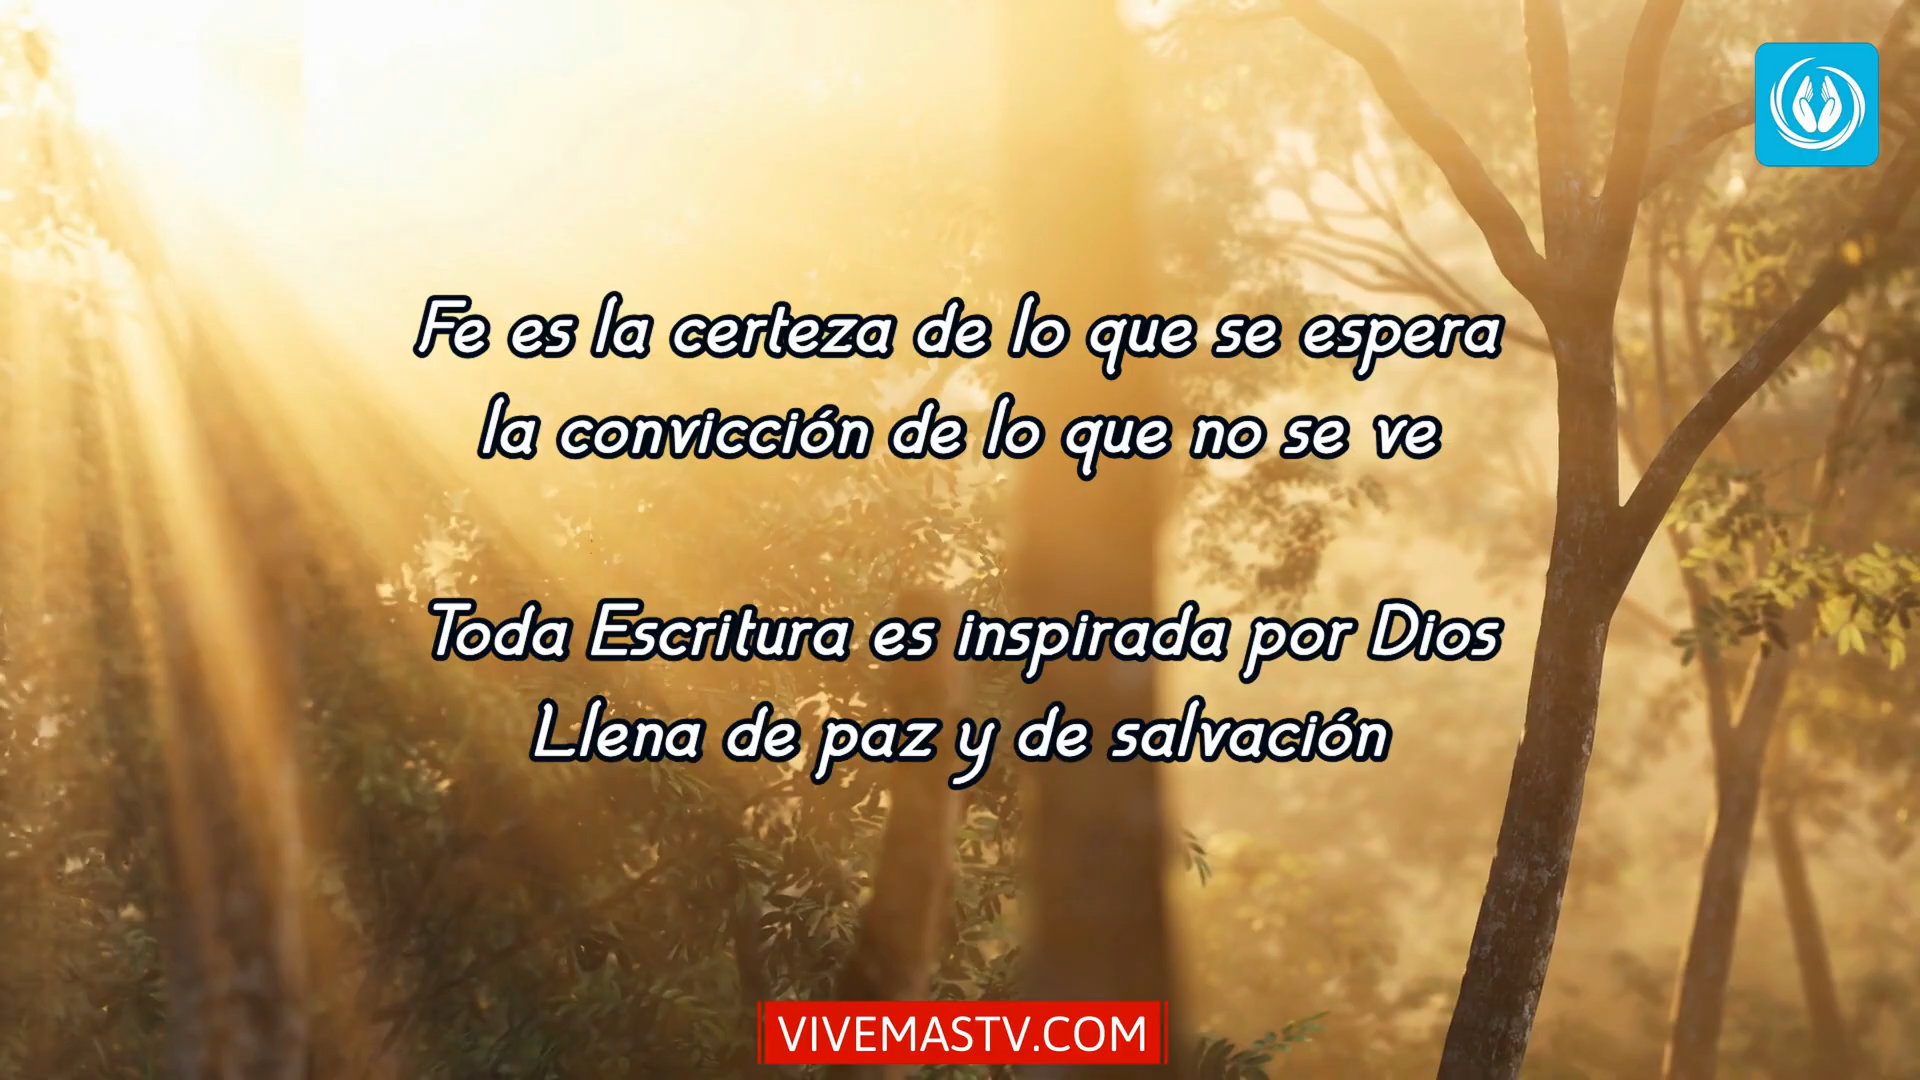 Fe es la certeza de lo que se espera
la convicción de lo que no se ve
Toda Escritura es inspirada por Dios
Llena de paz y de salvación
VIVEMASTV.COM